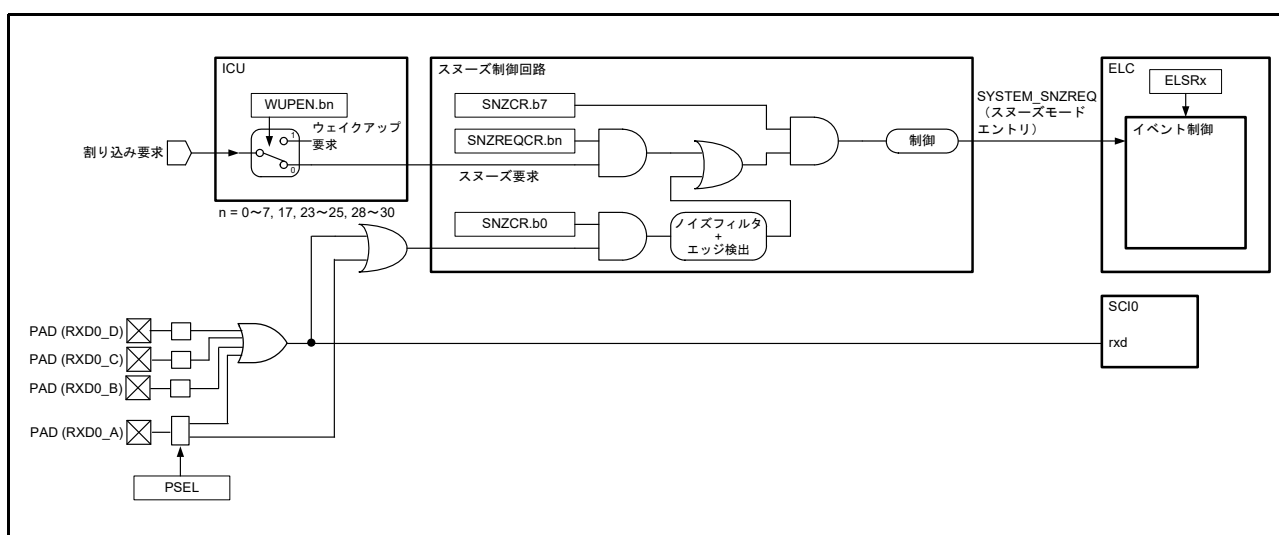 ICU
WUPEN.bn
1
ウェイクアップ
要求
0
割り込み要求
n = 0～7, 17, 23～25, 28～30
スヌーズ制御回路
SNZCR.b7
SNZREQCR.bn
スヌーズ要求
SNZCR.b0
ノイズフィルタ
+
エッジ検出
制御
SYSTEM_SNZREQ
（スヌーズモード
エントリ）
ELC
ELSRx
イベント制御
SCI0
rxd
PAD (RXD0_D)
PAD (RXD0_C)
PAD (RXD0_B)
PAD (RXD0_A)
PSEL